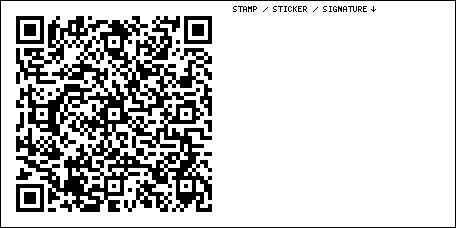 STAMP / STICKER / SIGNATURE ↓